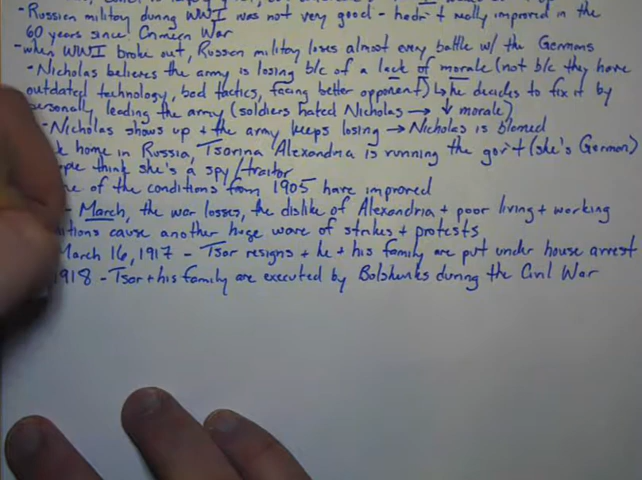 -Russian military during WWI was not very good - hadn't really improved in the
60 years since Crimean War
-when WWI broke out, Russian military loses almost every battle w/ the Germans
-Nicholas believes the army is losing b/c of a lack of morale (not b/c they have
outdated technology, bad tactics, facing better opponent) ↳ he decides to fix it by
personally leading the army (soldiers hated Nicholas → ↓ morale)
-Nicholas shows up + the army keeps losing → Nicholas is blamed
home in Russia, Tsarina Alexandria is running the gov't (she's German)
think she's a spy/traitor
of the conditions from 1905 have improved
- March, the war losses, the dislike of Alexandria + poor living + working
cause another huge wave of strikes + protests
March 16, 1917 - Tsar resigns + he + his family are put under house arrest
1918 - Tsar + his family are executed by Bolsheviks during the Civil War